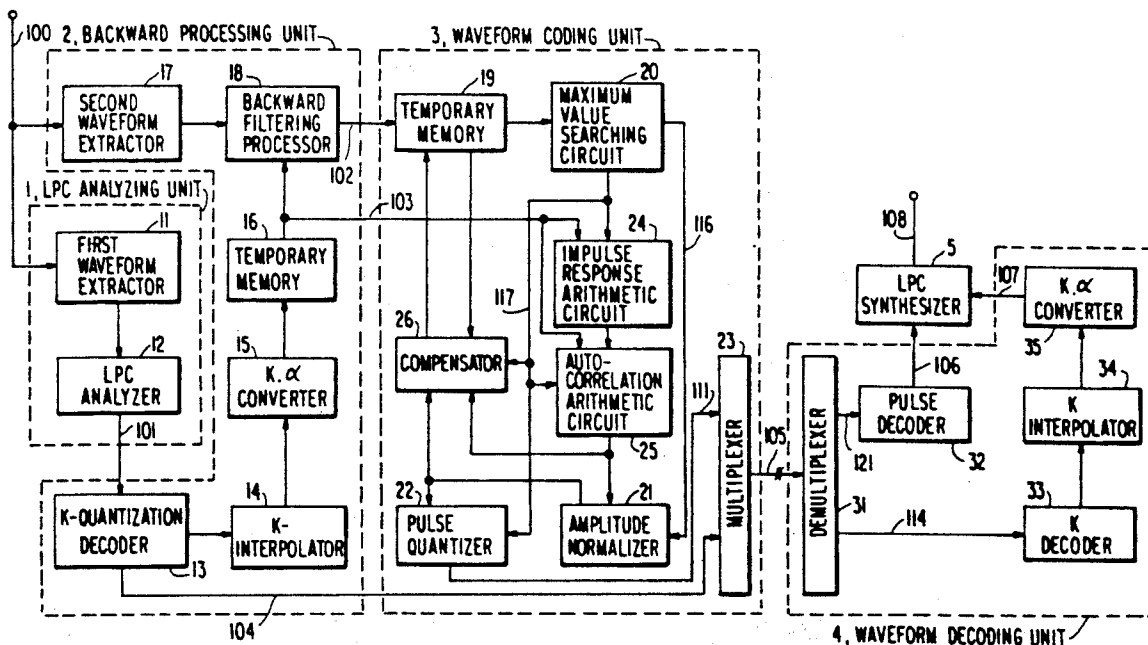 100
2, BACKWARD PROCESSING UNIT
3, WAVEFORM CODING UNIT
17
SECOND
WAVEFORM
EXTRACTOR
18
BACKWARD
FILTERING
PROCESSOR
102
19
TEMPORARY
MEMORY
20
MAXIMUM
VALUE
SEARCHING
CIRCUIT
1, LPC ANALYZING UNIT
11
FIRST
WAVEFORM
EXTRACTOR
12
LPC
ANALYZER
101
16
TEMPORARY
MEMORY
103
15
K.α
CONVERTER
K-QUANTIZATION
DECODER
13
14
K-
INTERPOLATOR
104
24
IMPULSE
RESPONSE
ARITHMETIC
CIRCUIT
116
117
26
COMPENSATOR
AUTO-
CORRELATION
ARITHMETIC
CIRCUIT
25
22
PULSE
QUANTIZER
21
AMPLITUDE
NORMALIZER
111
23
MULTIPLEXER
105
108
5
LPC
SYNTHESIZER
107
K.α
CONVERTER
35
106
34
K
INTERPOLATOR
PULSE
DECODER
32
121
DEMULTIPLEXER
31
114
33
K
DECODER
4, WAVEFORM DECODING UNIT